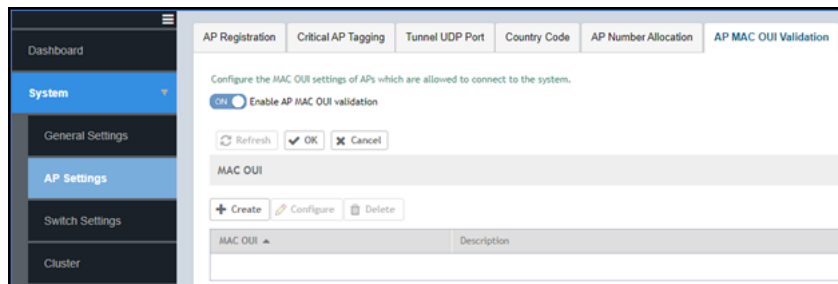 Dashboard
System
General Settings
AP Settings
Switch Settings
Cluster
AP Registration Critical AP Tagging Tunnel UDP Port Country Code AP Number Allocation AP MAC OUI Validation
Configure the MAC OUI settings of APs which are allowed to connect to the system.
ON Enable AP MAC OUI validation
Refresh OK Cancel
MAC OUI
Create Configure Delete
MAC OUI Description